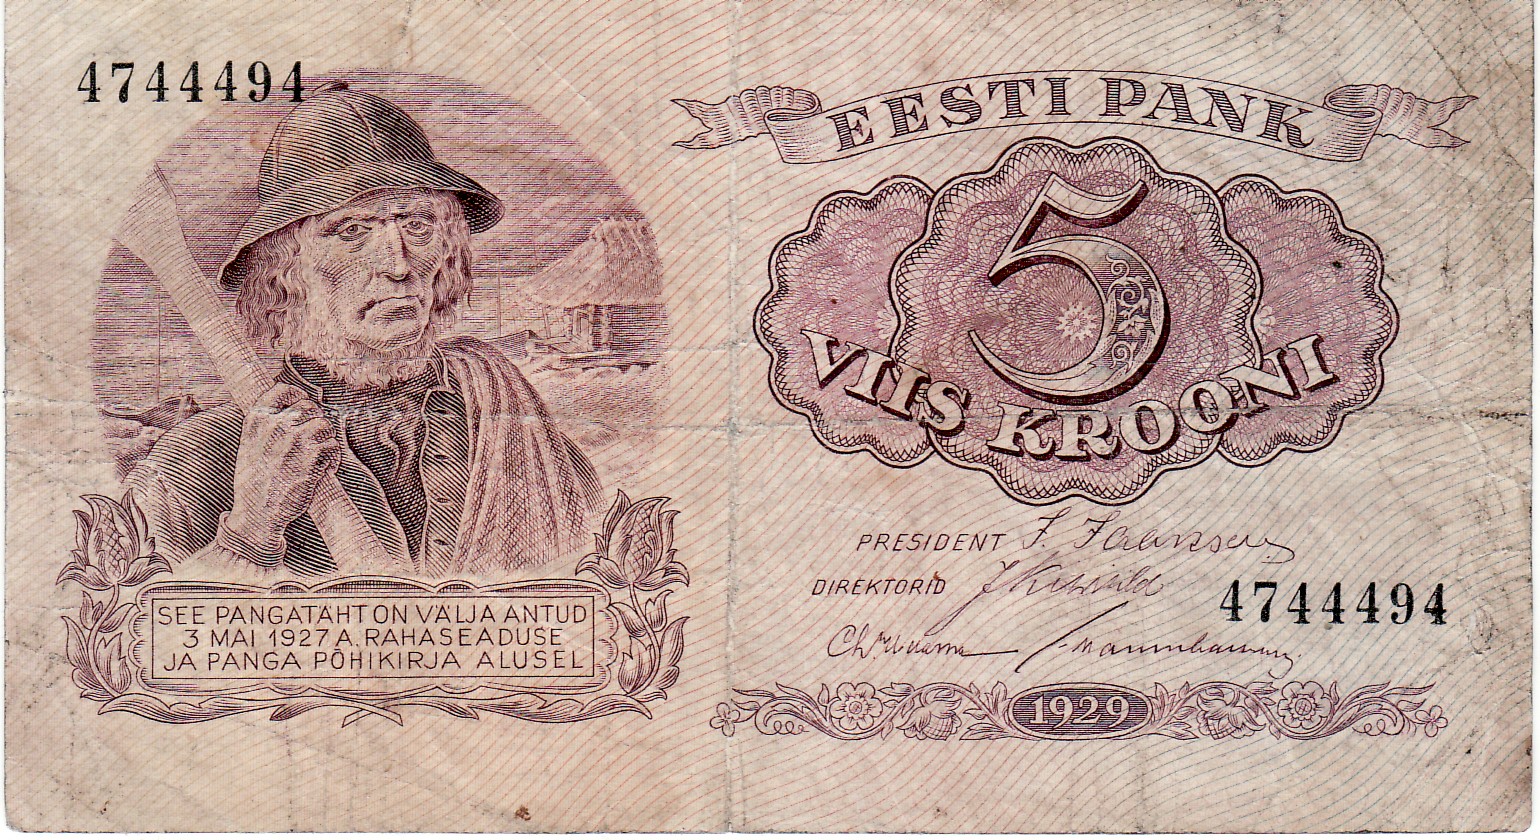 4744494
EESTI PANK
5
VIIS KROONI
PRESIDENT
DIREKTORID
4744494
SEE PANGATÄHT ON VÄLJA ANTUD
3 MAI 1927 A. RAHASEADUSE
JA PANGA PÕHIKIRJA ALUSEL
1929